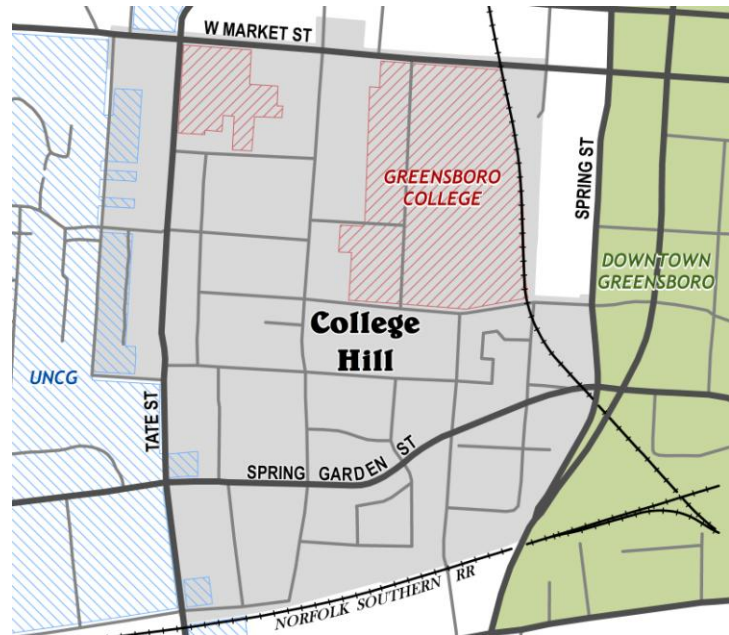 W MARKET ST
GREENSBORO
COLLEGE
SPRING ST
DOWNTOWN
GREENSBORO
College
Hill
UNCG
TATE ST
SPRING GARDEN ST
NORFOLK SOUTHERN RR